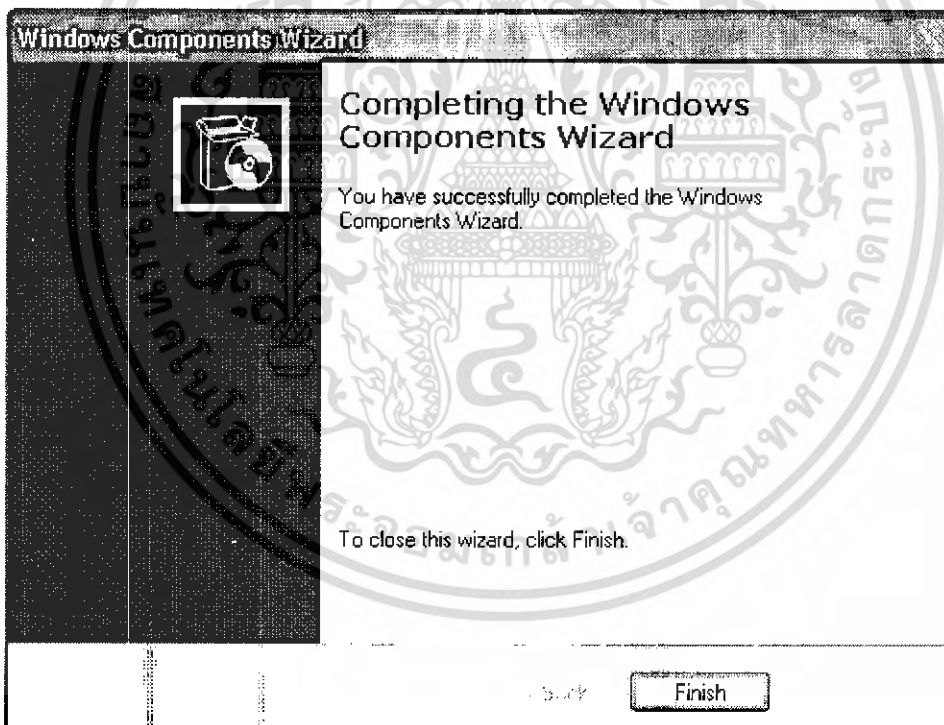 Windows Components Wizard
Completing the Windows
Components Wizard
You have successfully completed the Windows
Components Wizard.
To close this wizard, click Finish.
Finish